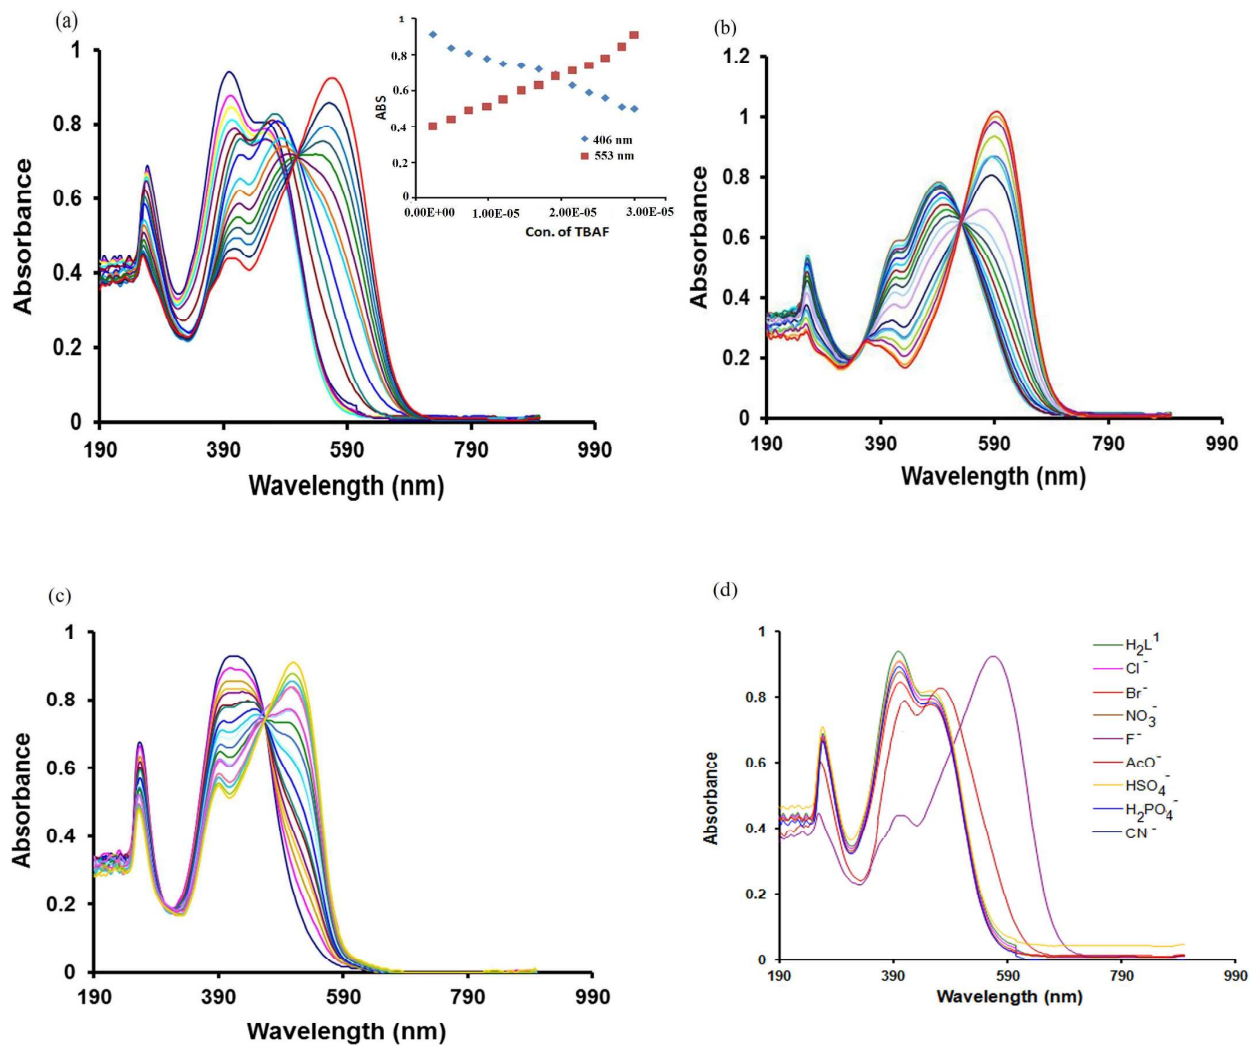 (a)
1
0.8
0.6
0.4
0.2
0
190 390 590 790 990
Absorbance
Wavelength (nm)
1
0.8
0.6
0.4
0.2
0
0.00E+00 1.00E-05 2.00E-05 3.00E-05
ABS
Con. of TBAF
406 nm
553 nm
(b)
1.2
1
0.8
0.6
0.4
0.2
0
190 390 590 790 990
Absorbance
Wavelength (nm)
(c)
1
0.8
0.6
0.4
0.2
0
190 390 590 790 990
Absorbance
Wavelength (nm)
(d)
1
0.8
0.6
0.4
0.2
0
190 390 590 790 990
Absorbance
Wavelength (nm)
H₂L¹
Cl⁻
Br⁻
NO₃⁻
F⁻
AcO⁻
HSO₄⁻
H₂PO₄⁻
CN⁻